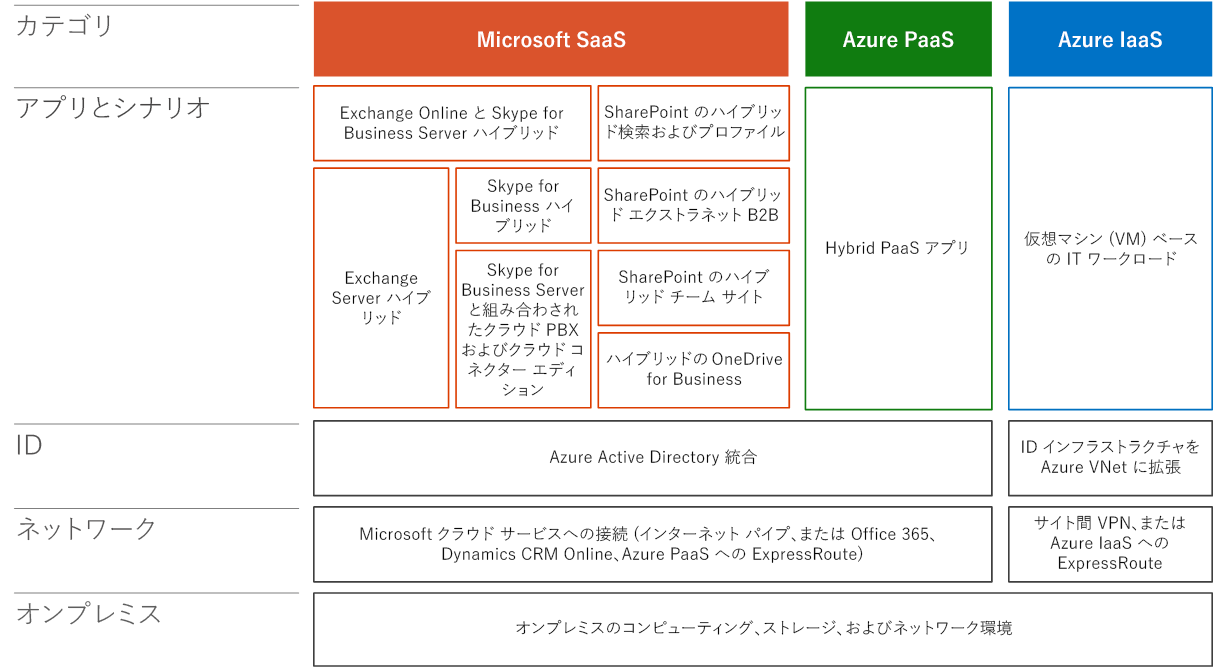 カテゴリ
Microsoft SaaS
Azure PaaS
Azure IaaS
アプリとシナリオ
Exchange Online と Skype for
Business Server ハイブリッド
SharePoint のハイブリッ
ド検索およびプロファイル
Exchange
Server ハイブ
リッド
Skype for
Business ハイ
ブリッド
SharePoint のハイブリッ
ド エクストラネット B2B
Skype for
Business Server
と組み合わされ
たクラウド PBX
およびクラウド コ
ネクター エディ
ション
SharePoint のハイブ
リッド チーム サイト
ハイブリッドの OneDrive
for Business
Hybrid PaaS アプリ
仮想マシン (VM) ベース
の IT ワークロード
ID
Azure Active Directory 統合
ID インフラストラクチャを
Azure VNet に拡張
ネットワーク
Microsoft クラウド サービスへの接続 (インターネット パイプ、または Office 365、
Dynamics CRM Online、Azure PaaS への ExpressRoute)
サイト間 VPN、または
Azure IaaS への
ExpressRoute
オンプレミス
オンプレミスのコンピューティング、ストレージ、およびネットワーク環境